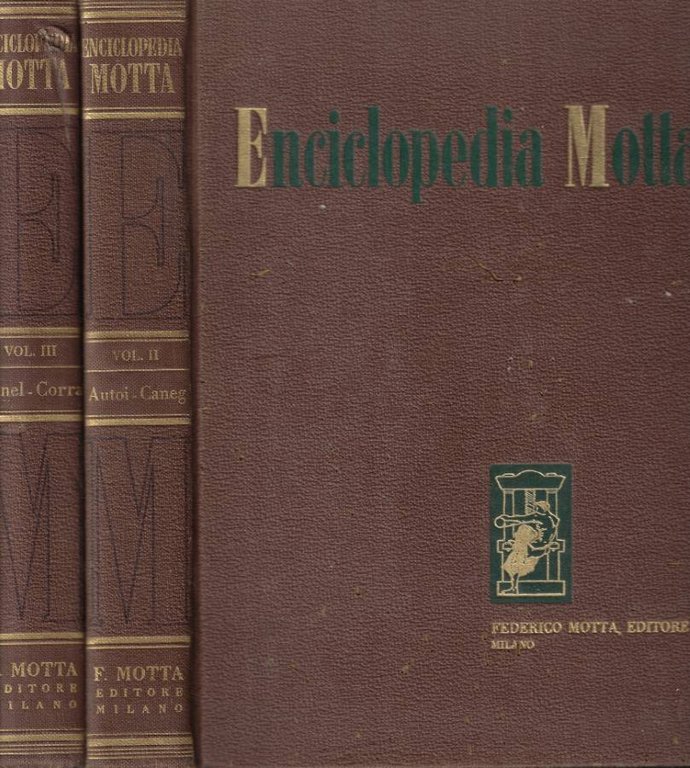 CICLOPEDIA
MOTTA
E
VOL. III
nel - Corra
M
. MOTTA
EDITORE
MILANO
ENCICLOPEDIA
MOTTA
E
VOL. II
Autoi - Caneg
M
F. MOTTA
EDITORE
MILANO
Enciclopedia Motta
FEDERICO MOTTA, EDITORE
MILANO